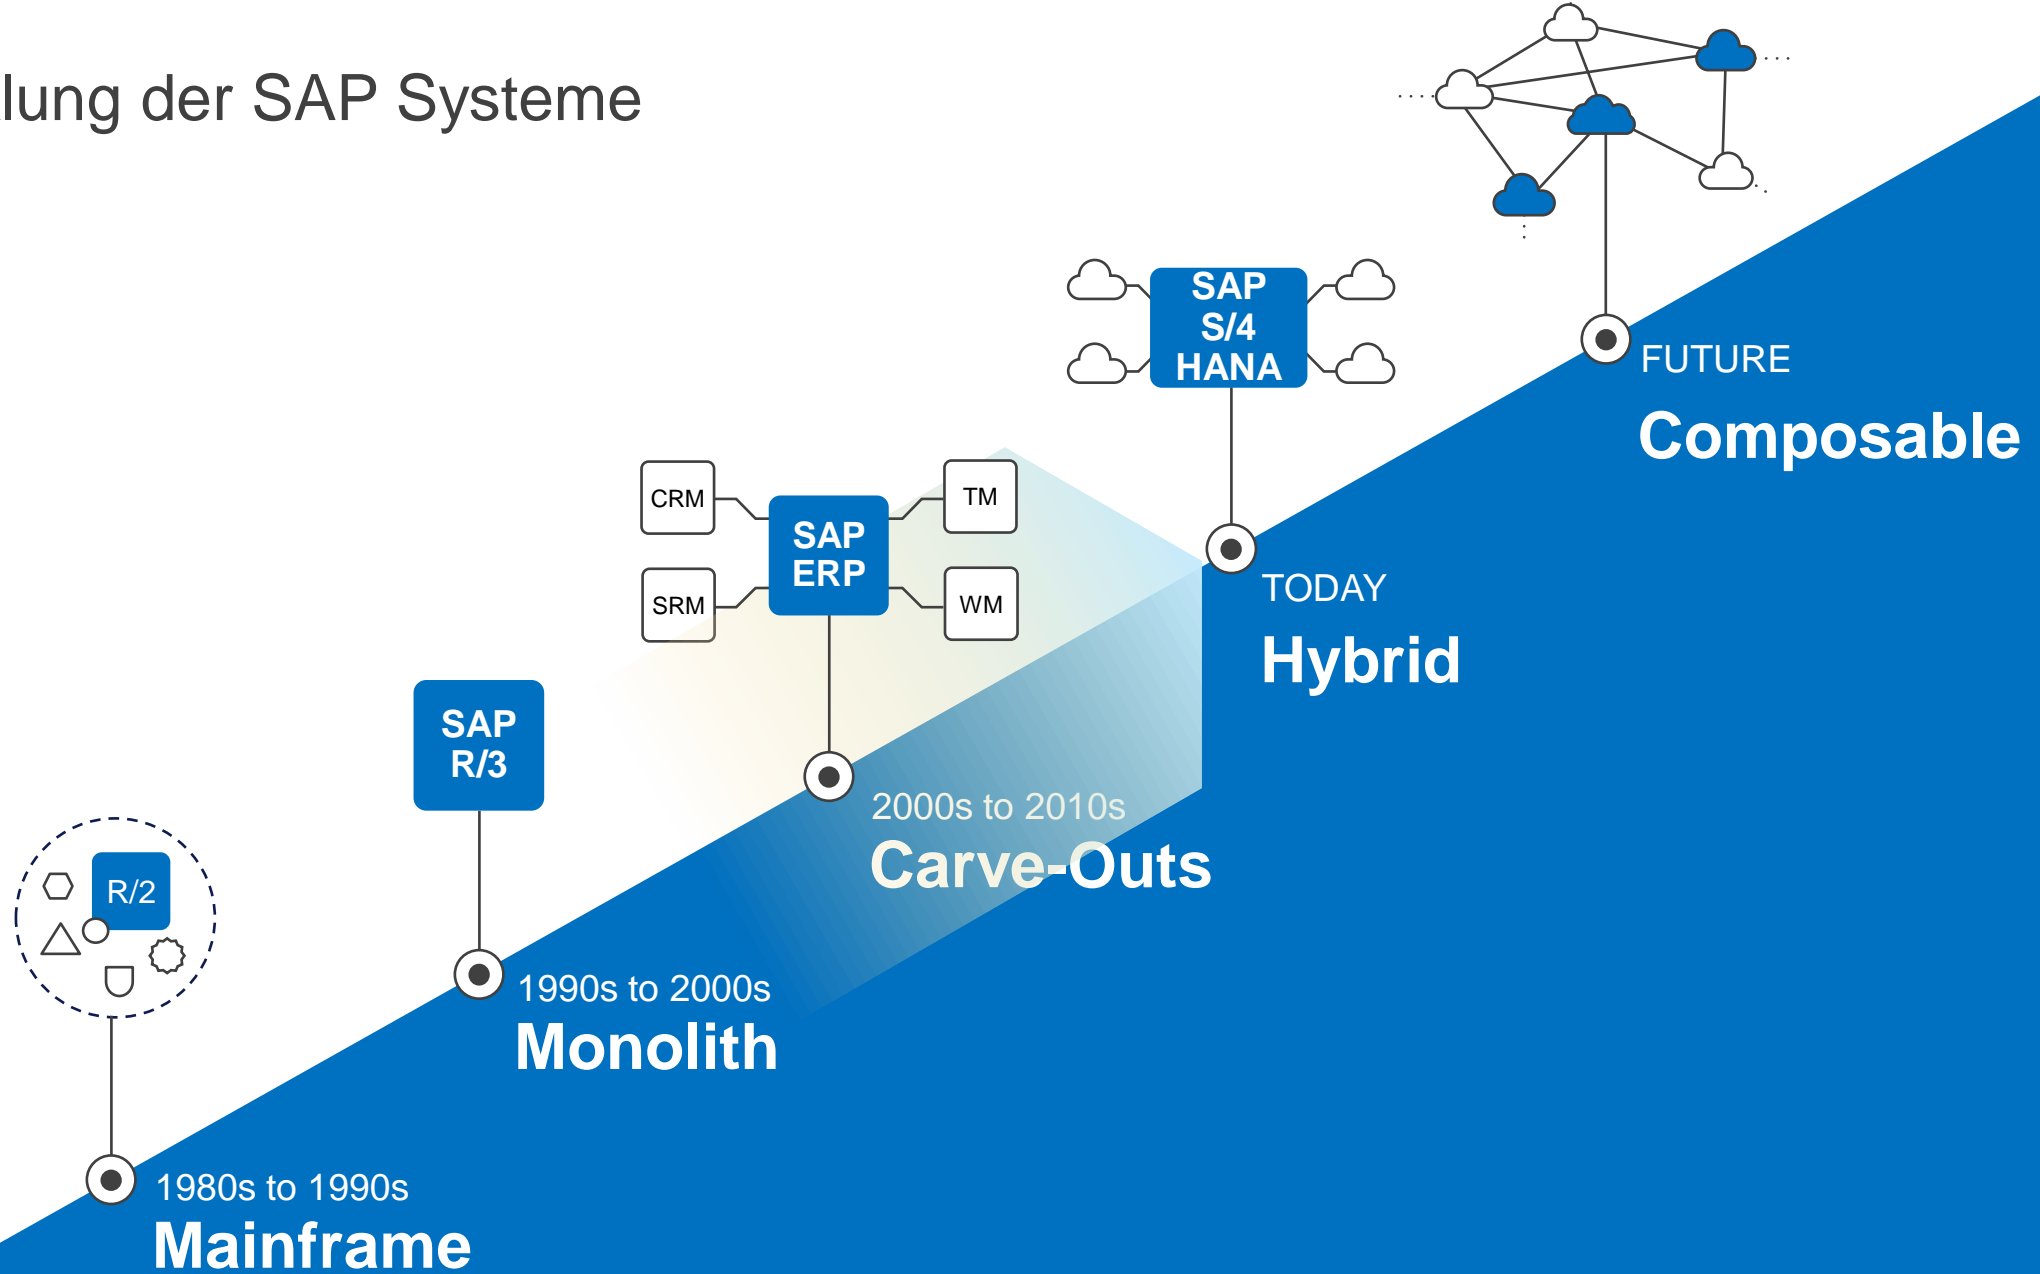 lung der SAP Systeme
FUTURE
Composable
SAP
S/4
HANA
TODAY
Hybrid
CRM
TM
SAP
ERP
SRM
WM
2000s to 2010s
Carve-Outs
SAP
R/3
1990s to 2000s
Monolith
R/2
1980s to 1990s
Mainframe